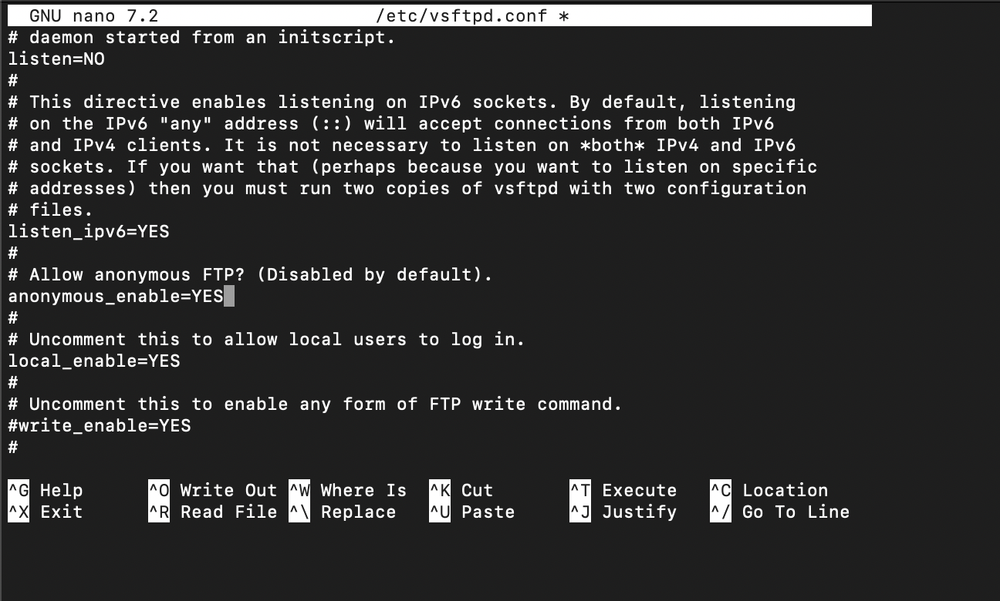 GNU nano 7.2 /etc/vsftpd.conf *
# daemon started from an initscript.
listen=NO
#
# This directive enables listening on IPv6 sockets. By default, listening
# on the IPv6 "any" address (::) will accept connections from both IPv6
# and IPv4 clients. It is not necessary to listen on *both* IPv4 and IPv6
# sockets. If you want that (perhaps because you want to listen on specific
# addresses) then you must run two copies of vsftpd with two configuration
# files.
listen_ipv6=YES
#
# Allow anonymous FTP? (Disabled by default).
anonymous_enable=YES
#
# Uncomment this to allow local users to log in.
local_enable=YES
#
# Uncomment this to enable any form of FTP write command.
#write_enable=YES
#
^G Help ^O Write Out ^W Where Is ^K Cut ^T Execute ^C Location
^X Exit ^R Read File ^\ Replace ^U Paste ^J Justify ^/ Go To Line